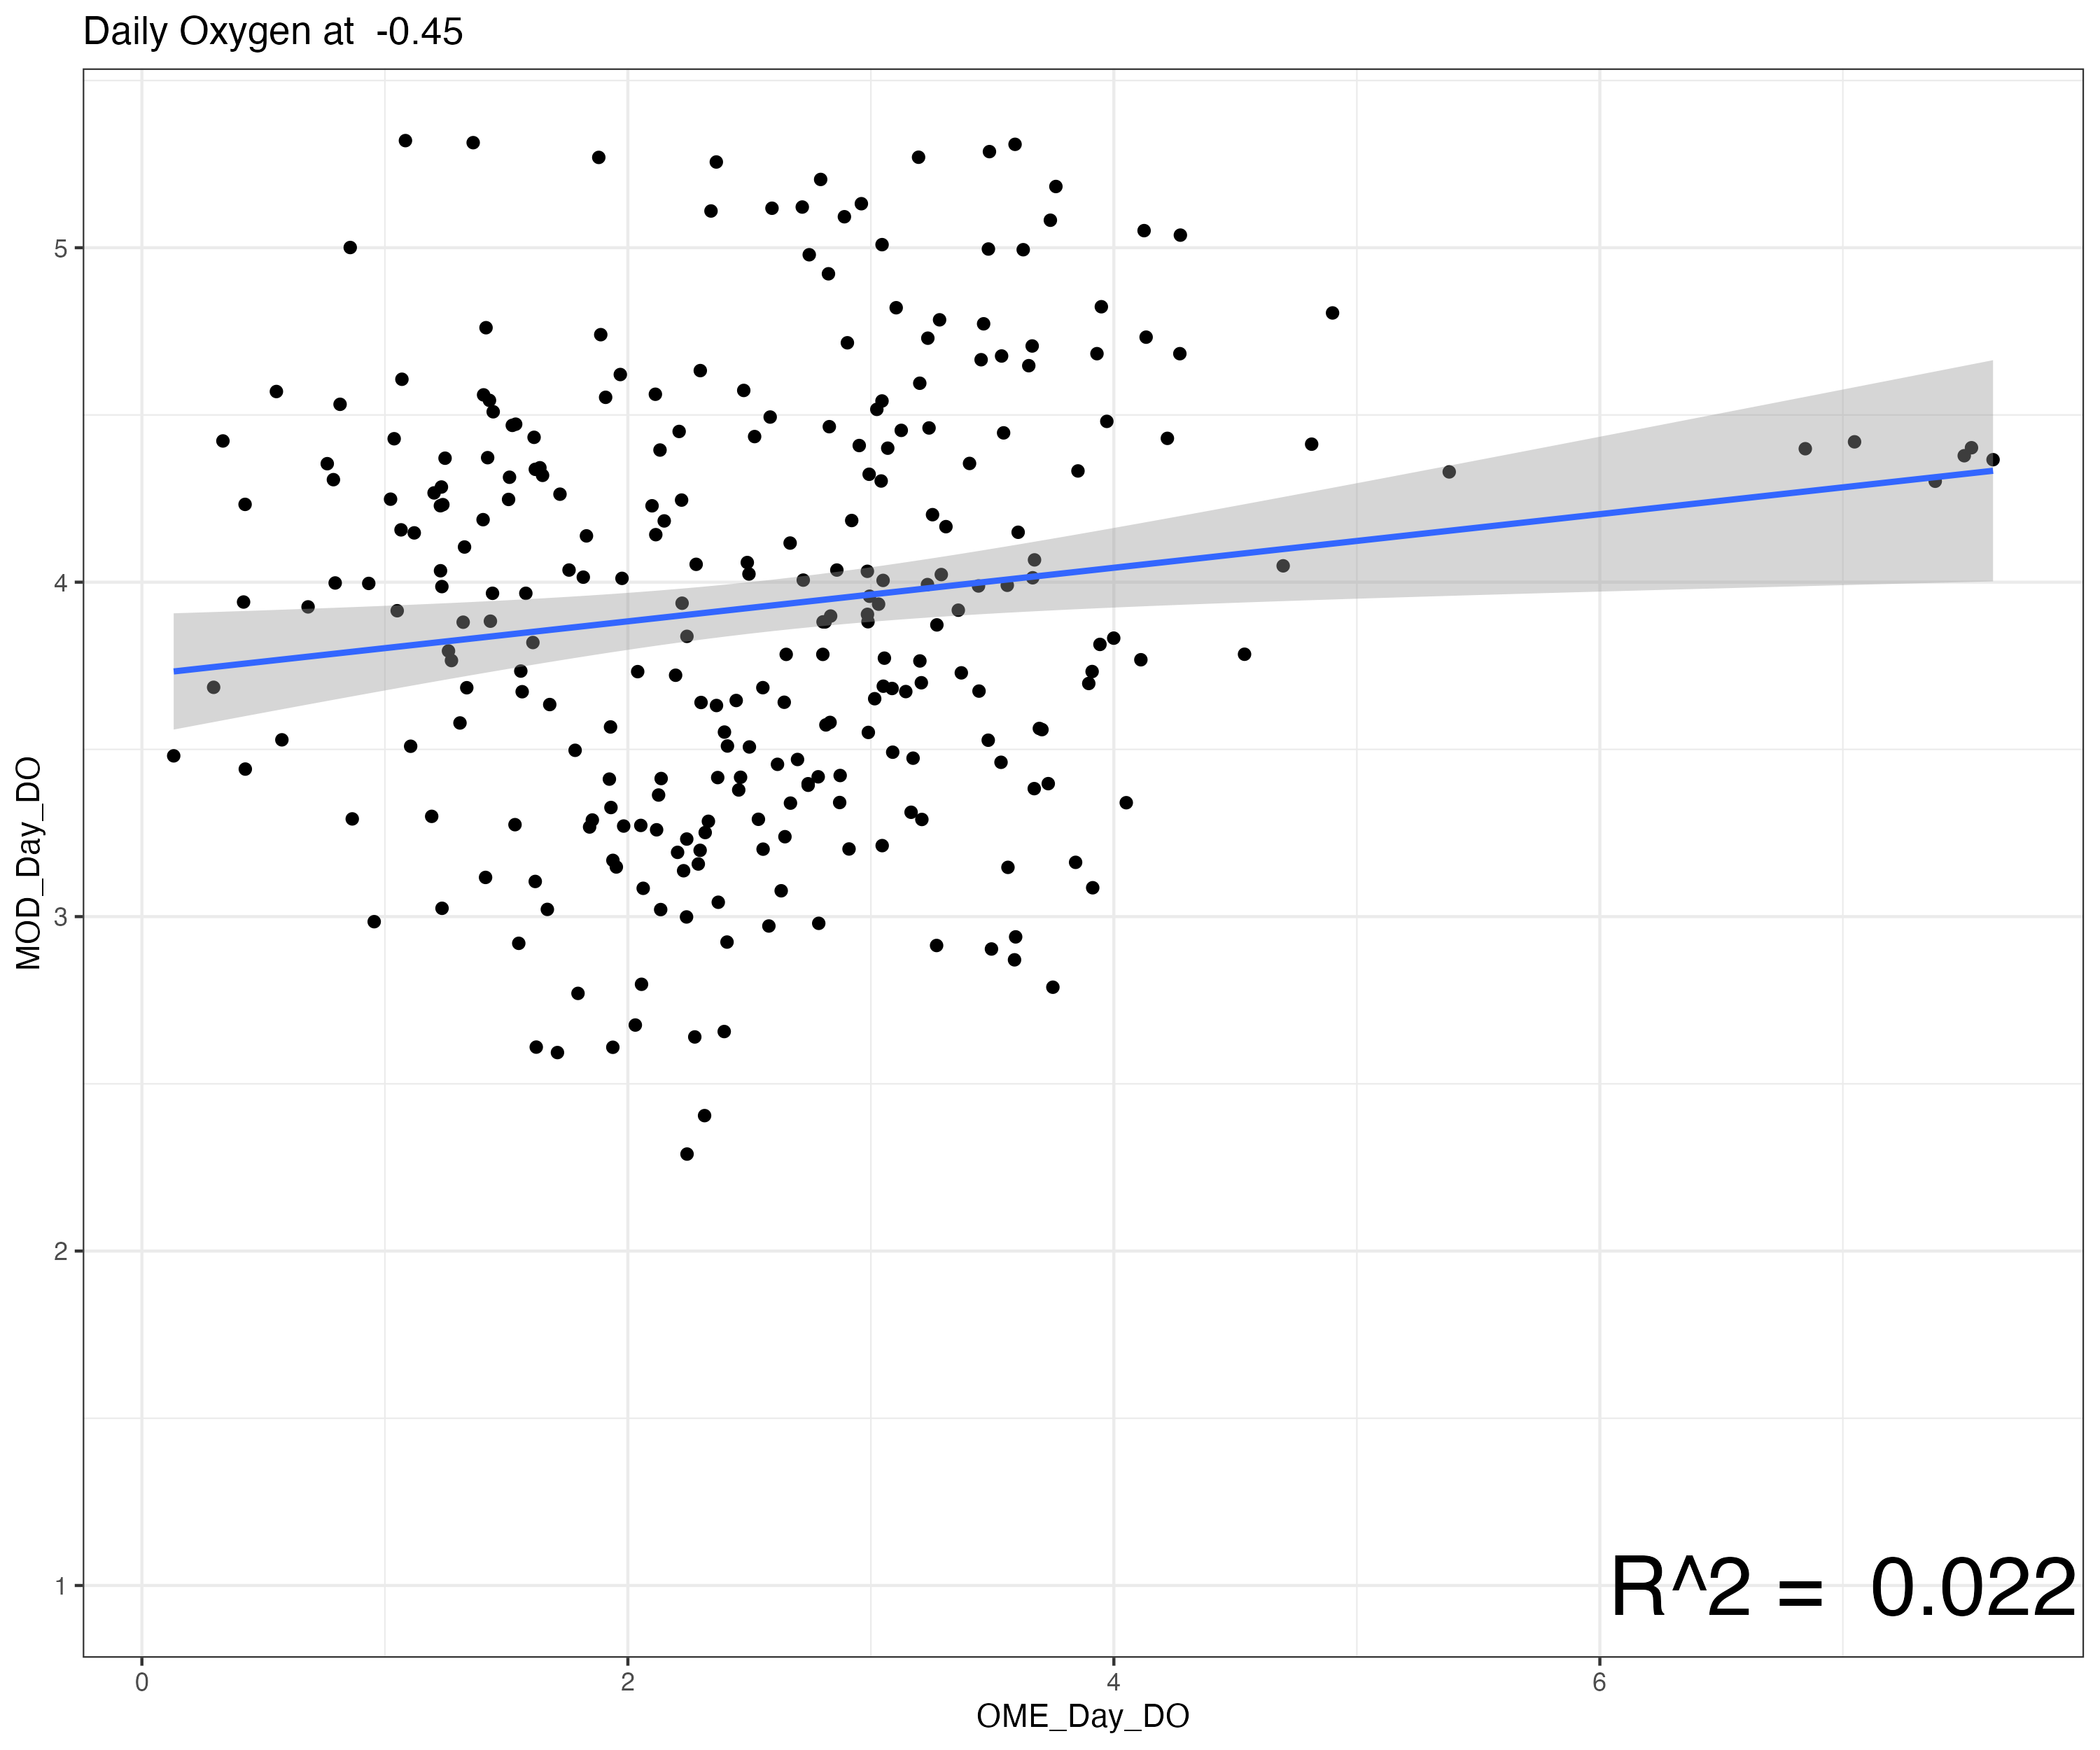 Daily Oxygen at  -0.45
5
4
3
2
1
MOD_Day_DO
R^2 =  0.022
0 2 4 6
OME_Day_DO